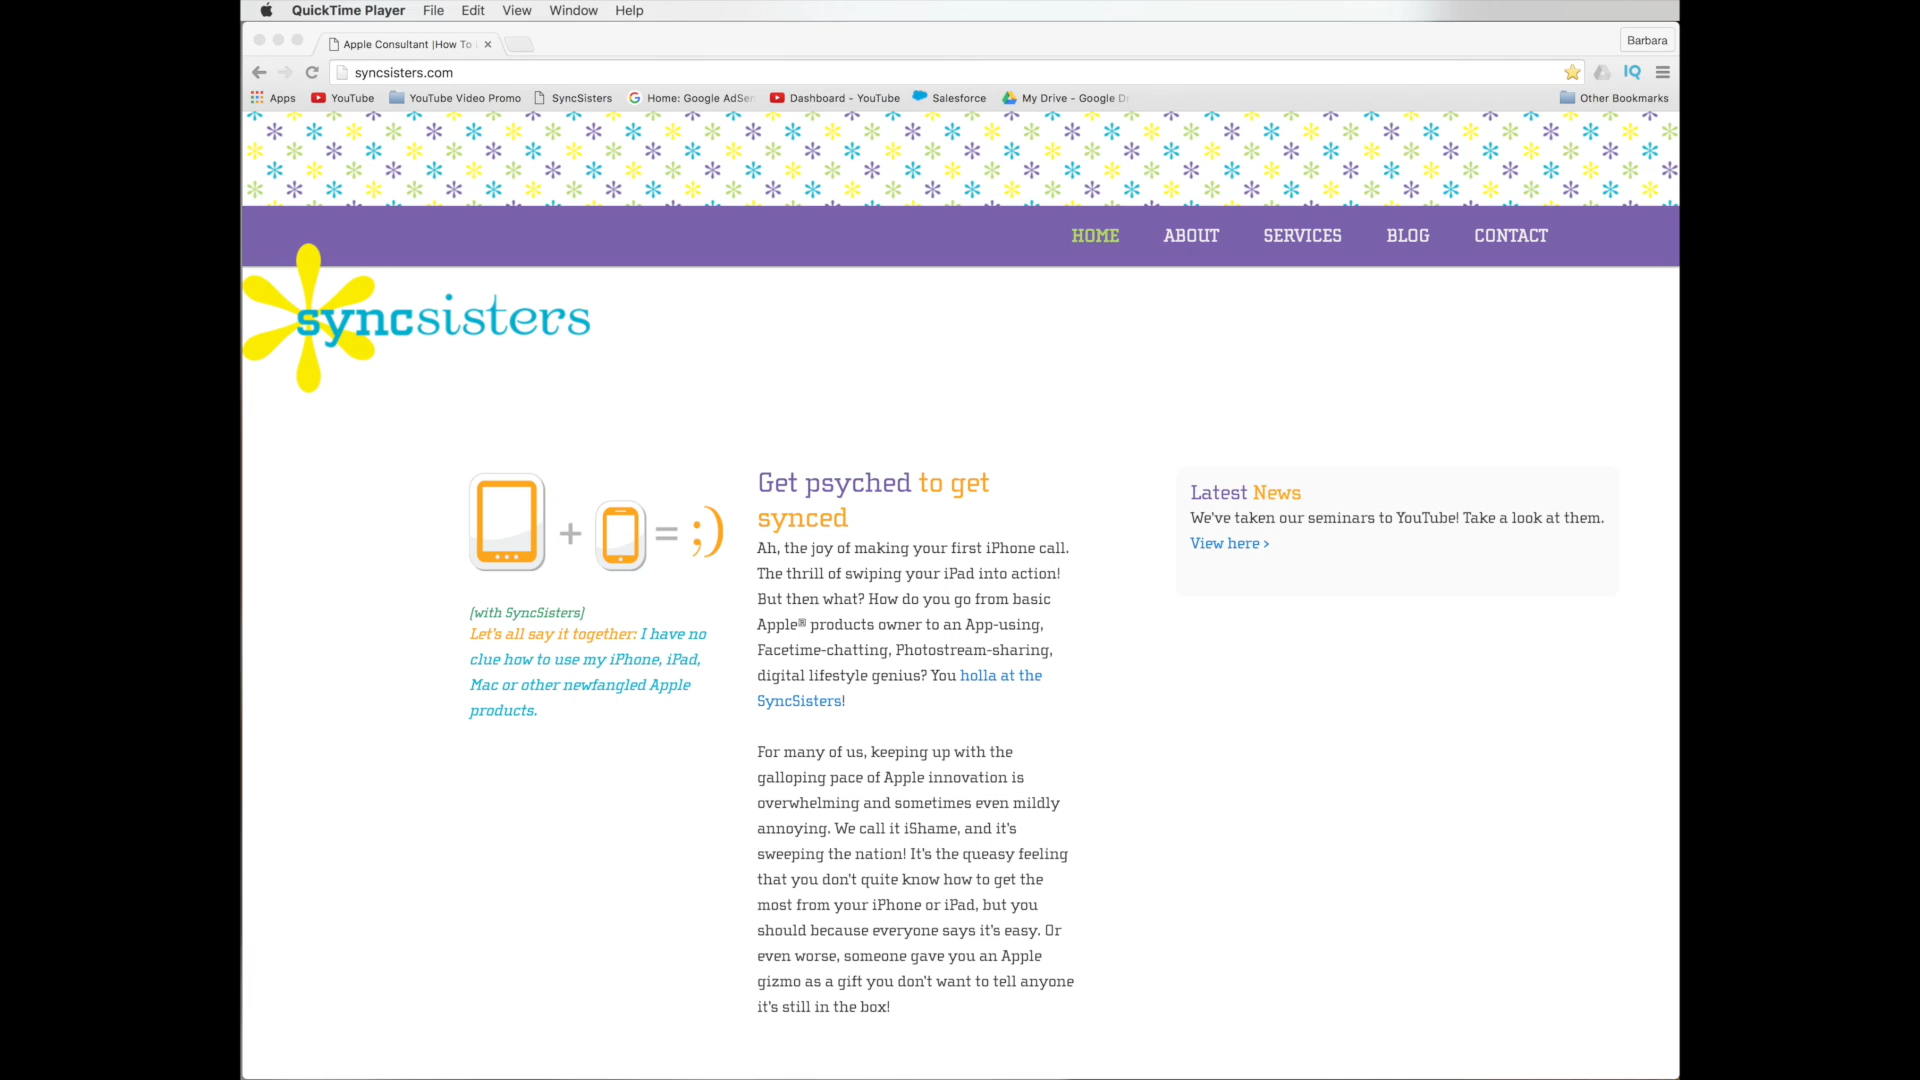 QuickTime Player File Edit View Window Help
Apple Consultant |How To
Barbara
syncsisters.com
IQ
Apps YouTube YouTube Video Promo SyncSisters Home: Google AdSen Dashboard - YouTube Salesforce My Drive - Google Dr Other Bookmarks
HOME ABOUT SERVICES BLOG CONTACT
syncsisters
+ = ;)
(with SyncSisters)
Let's all say it together: I have no
clue how to use my iPhone, iPad,
Mac or other newfangled Apple
products.
Get psyched to get
synced
Ah, the joy of making your first iPhone call.
The thrill of swiping your iPad into action!
But then what? How do you go from basic
Apple® products owner to an App-using,
Facetime-chatting, Photostream-sharing,
digital lifestyle genius? You holla at the
SyncSisters!
For many of us, keeping up with the
galloping pace of Apple innovation is
overwhelming and sometimes even mildly
annoying. We call it iShame, and it's
sweeping the nation! It's the queasy feeling
that you don't quite know how to get the
most from your iPhone or iPad, but you
should because everyone says it's easy. Or
even worse, someone gave you an Apple
gizmo as a gift you don't want to tell anyone
it's still in the box!
Latest News
We've taken our seminars to YouTube! Take a look at them.
View here >